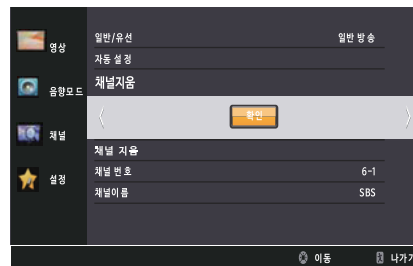 영상
음향모드
채널
설정
일반/유선 일반 방송
자동 설정
채널지움
확인
채널 지움
채널 번호 6-1
채널이름 SBS
이동 나가기